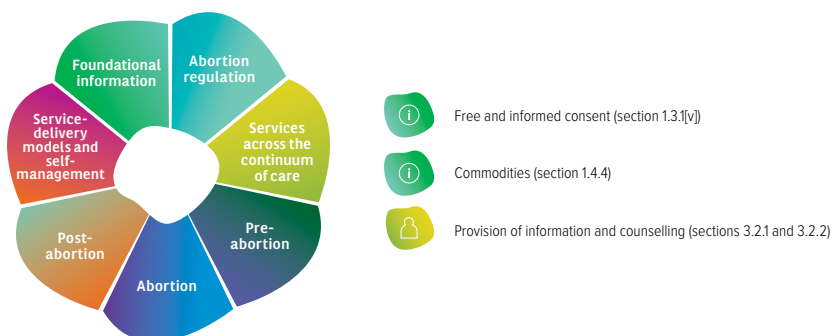 Foundational
information
Abortion
regulation
Services
across the
continuum
of care
Pre-
abortion
Abortion
Post-
abortion
Service-
delivery
models and
self-
management
Free and informed consent (section 1.3.1[v])
Commodities (section 1.4.4)
Provision of information and counselling (sections 3.2.1 and 3.2.2)